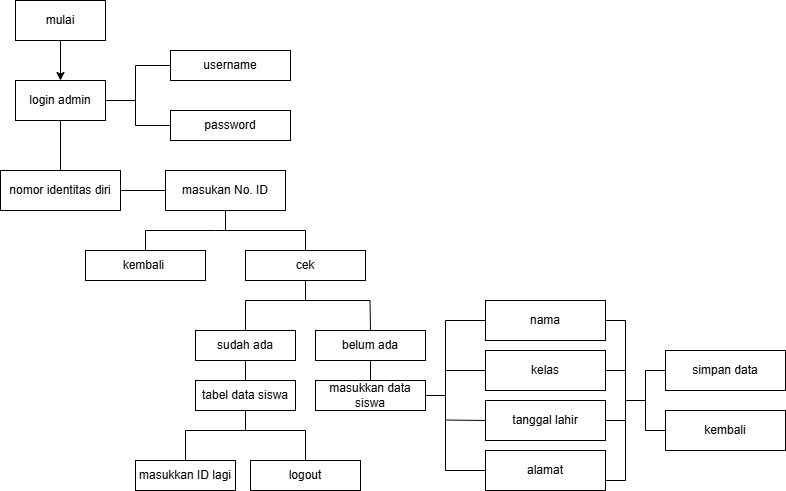 mulai
username
login admin
password
nomor identitas diri
masukan No. ID
kembali
cek
nama
sudah ada
belum ada
kelas
simpan data
tabel data siswa
masukkan data
siswa
tanggal lahir
kembali
masukkan ID lagi
logout
alamat